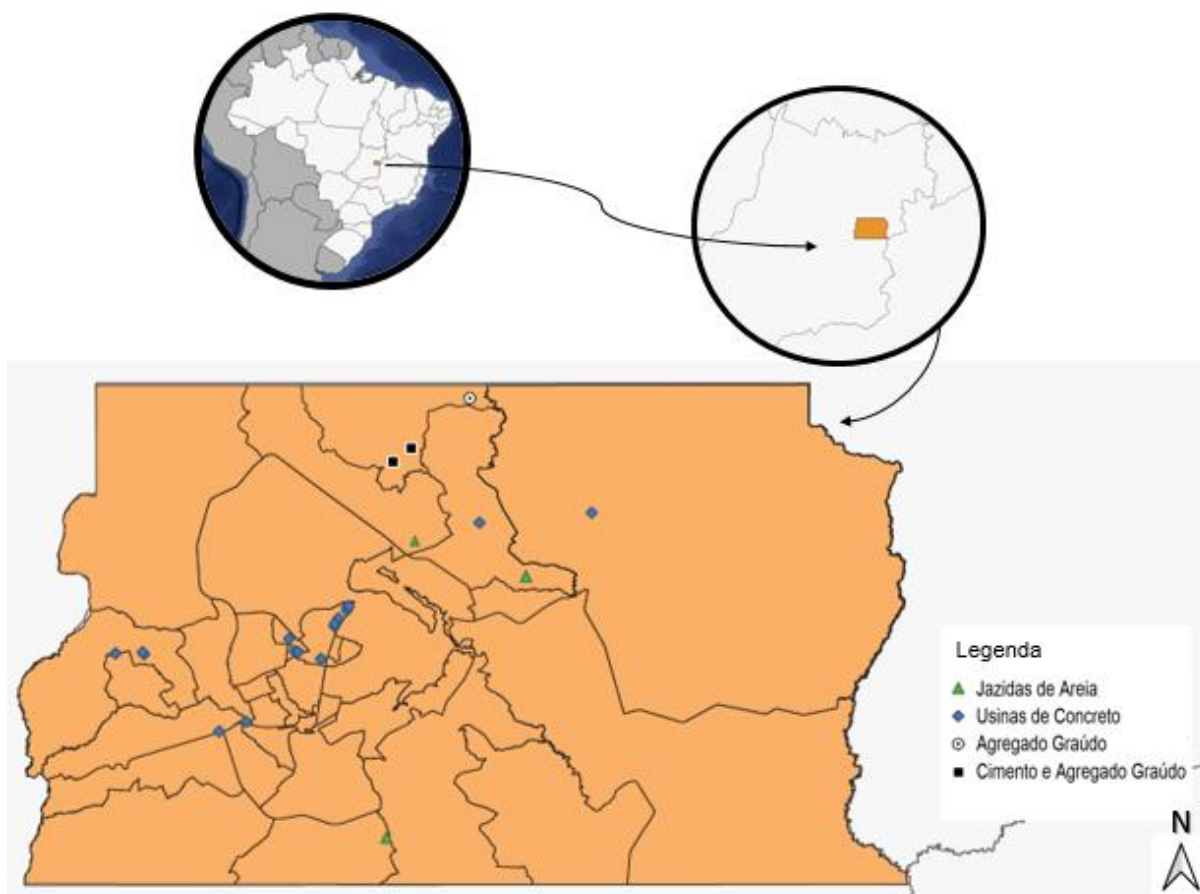 Legenda
Jazidas de Areia
Usinas de Concreto
Agregado Graúdo
Cimento e Agregado Graúdo
N